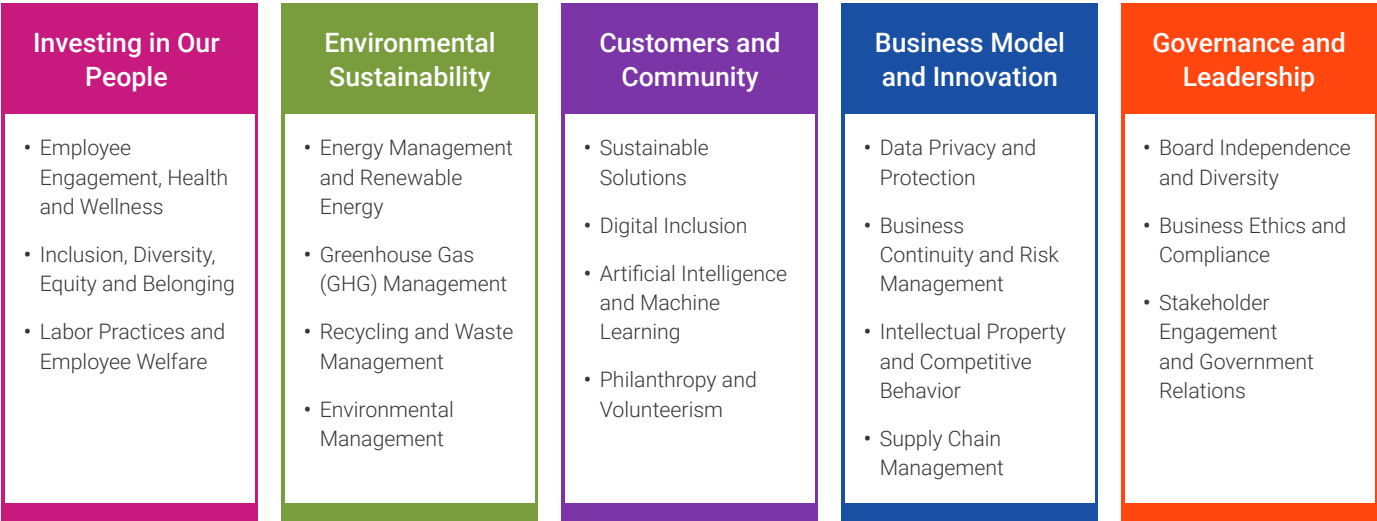 Investing in Our
People
• Employee
Engagement, Health
and Wellness
• Inclusion, Diversity,
Equity and Belonging
• Labor Practices and
Employee Welfare
Environmental
Sustainability
• Energy Management
and Renewable
Energy
• Greenhouse Gas
(GHG) Management
• Recycling and Waste
Management
• Environmental
Management
Customers and
Community
• Sustainable
Solutions
• Digital Inclusion
• Artificial Intelligence
and Machine
Learning
• Philanthropy and
Volunteerism
Business Model
and Innovation
• Data Privacy and
Protection
• Business
Continuity and Risk
Management
• Intellectual Property
and Competitive
Behavior
• Supply Chain
Management
Governance and
Leadership
• Board Independence
and Diversity
• Business Ethics and
Compliance
• Stakeholder
Engagement
and Government
Relations